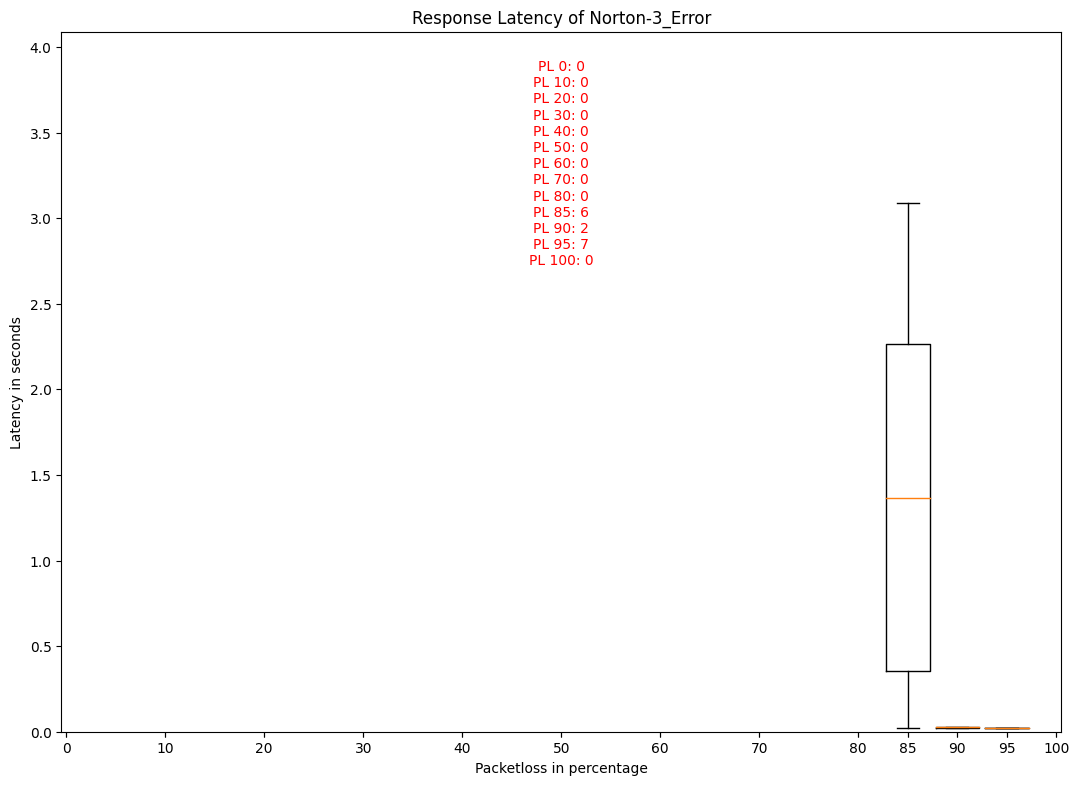 Response Latency of Norton-3_Error
4.0
3.5
3.0
2.5
2.0
1.5
1.0
0.5
0.0
Latency in seconds
PL 0: 0
PL 10: 0
PL 20: 0
PL 30: 0
PL 40: 0
PL 50: 0
PL 60: 0
PL 70: 0
PL 80: 0
PL 85: 6
PL 90: 2
PL 95: 7
PL 100: 0
0 10 20 30 40 50 60 70 80 85 90 95 100
Packetloss in percentage